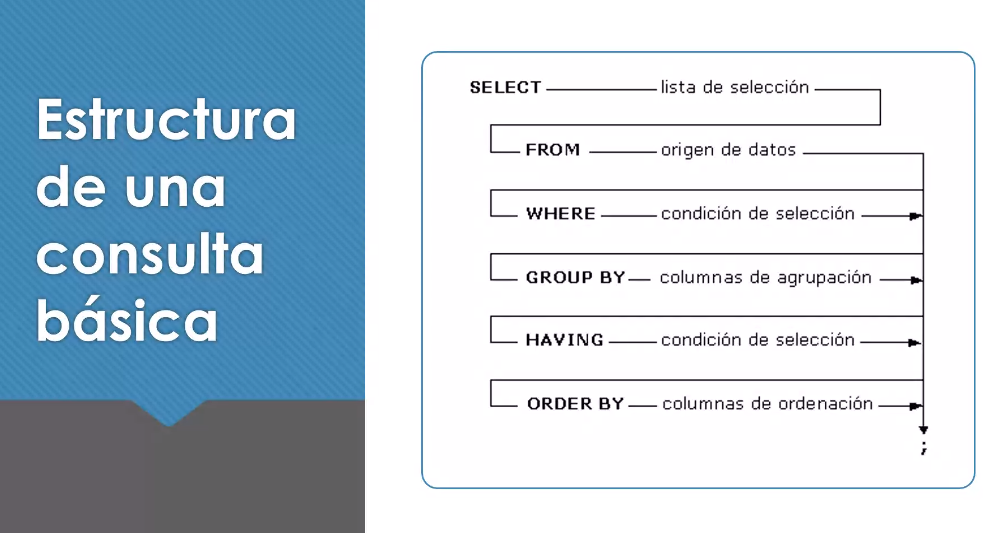 Estructura
de una
consulta
básica
SELECT lista de selección
FROM origen de datos
WHERE condición de selección
GROUP BY columnas de agrupación
HAVING condición de selección
ORDER BY columnas de ordenación
;